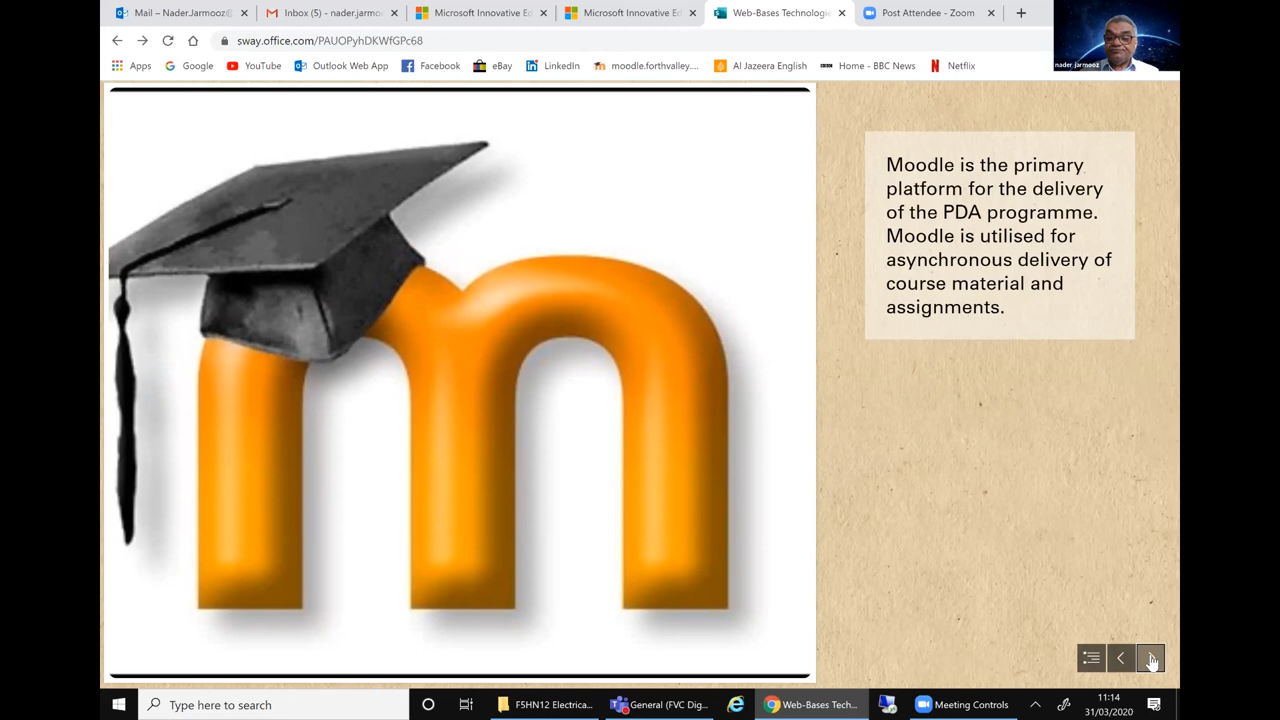 Mail – Nader.Jarmooz@
Inbox (5) - nader.jarmo
Microsoft Innovative Ed
Microsoft Innovative Ed
Web-Bases Technologie
Post Attendee - Zoom
sway.office.com/PAUOPyhDKWfGPc68
Apps
Google
YouTube
Outlook Web App
Facebook
eBay
LinkedIn
moodle.forthvalley....
Al Jazeera English
Home - BBC News
Netflix
nader.jarmooz
m
Moodle is the primary
platform for the delivery
of the PDA programme.
Moodle is utilised for
asynchronous delivery of
course material and
assignments.
Type here to search
F5HN12 Electrica...
General (FVC Dig...
Web-Bases Tech...
Meeting Controls
11:14
31/03/2020